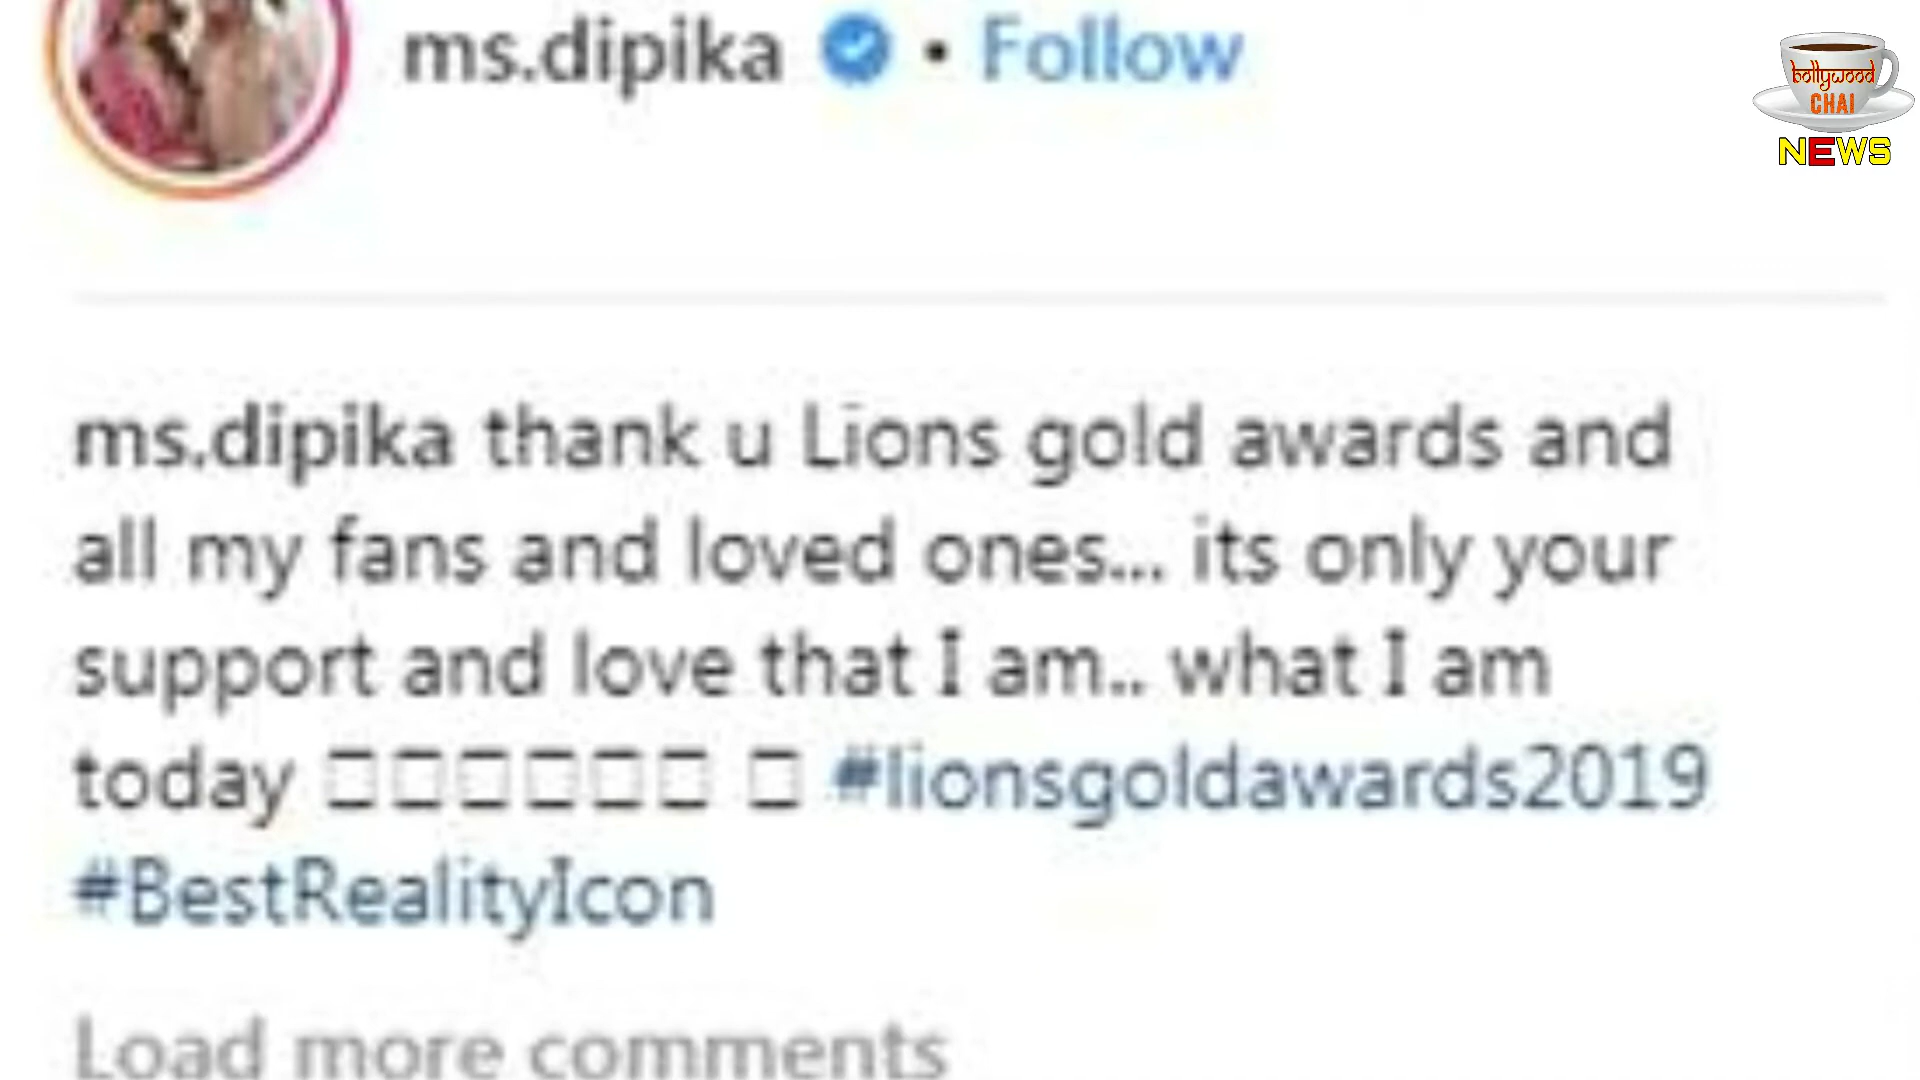 ms.dipika • Follow
bollywood
CHAI
NEWS
ms.dipika thank u Lions gold awards and
all my fans and loved ones... its only your
support and love that I am.. what I am
today □□□□□□ □ #lionsgoldawards2019
#BestRealityIcon
Load more comments